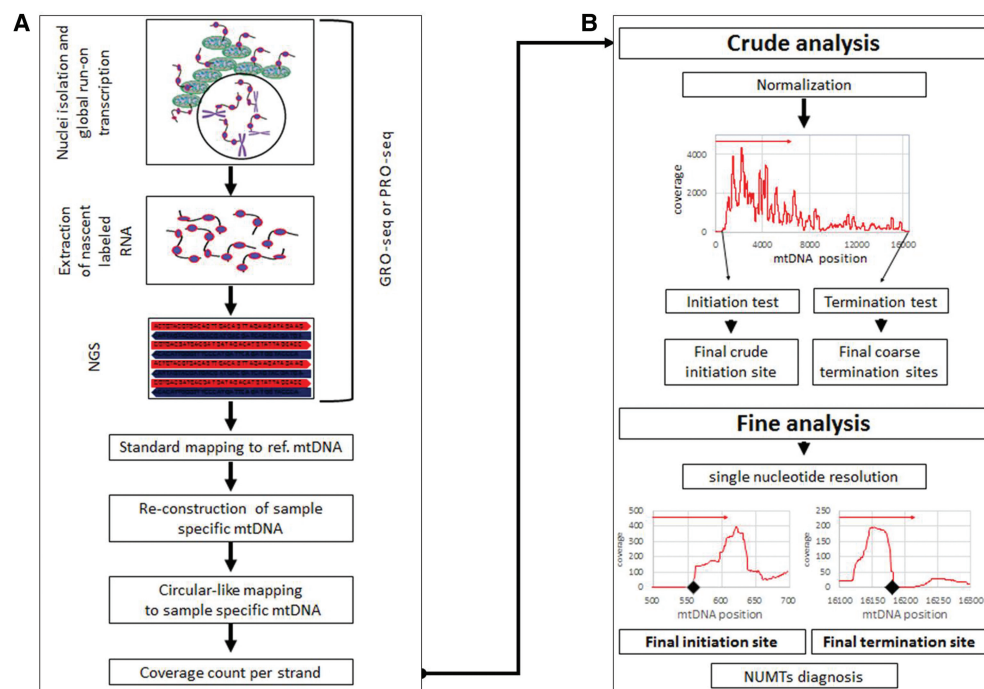 A
Nuclei isolation and
global run-on
transcription
Extraction
of nascent
labeled
RNA
NGS
GRO-seq or PRO-seq
Standard mapping to ref. mtDNA
Re-construction of sample
specific mtDNA
Circular-like mapping
to sample specific mtDNA
Coverage count per strand
B
Crude analysis
Normalization
coverage
4000
2000
0
0 4000 8000 12000 16000
mtDNA position
Initiation test
Termination test
Final crude
initiation site
Final coarse
termination sites
Fine analysis
single nucleotide resolution
coverage
500
400
300
200
100
0
500 550 600 650 700
mtDNA position
coverage
250
200
150
100
50
0
16100 16150 16200 16250 16300
mtDNA position
Final initiation site
Final termination site
NUMTs diagnosis